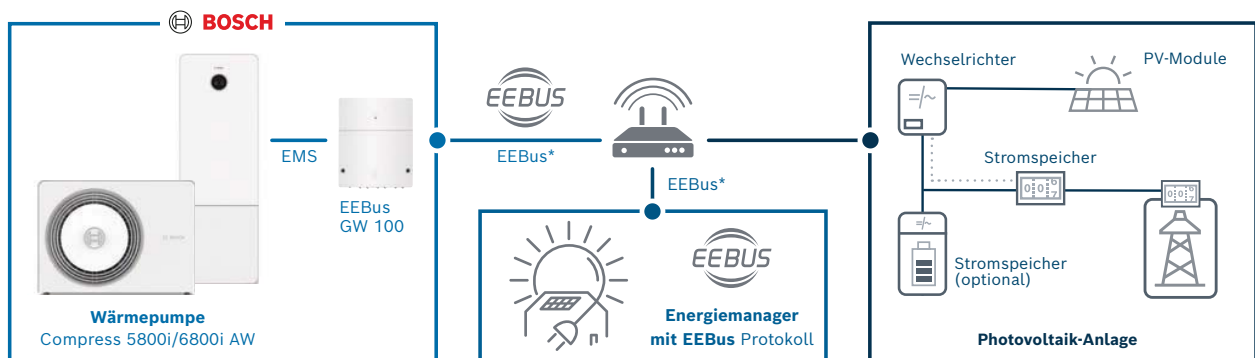 BOSCH
EMS
EEBus
GW 100
Wärmepumpe
Compress 5800i/6800i AW
EEBUS
EEBus*
EEBus*
EEBUS
Energiemanager
mit EEBus Protokoll
Wechselrichter
PV-Module
=/~
Stromspeicher
=/~
Stromspeicher
(optional)
Photovoltaik-Anlage